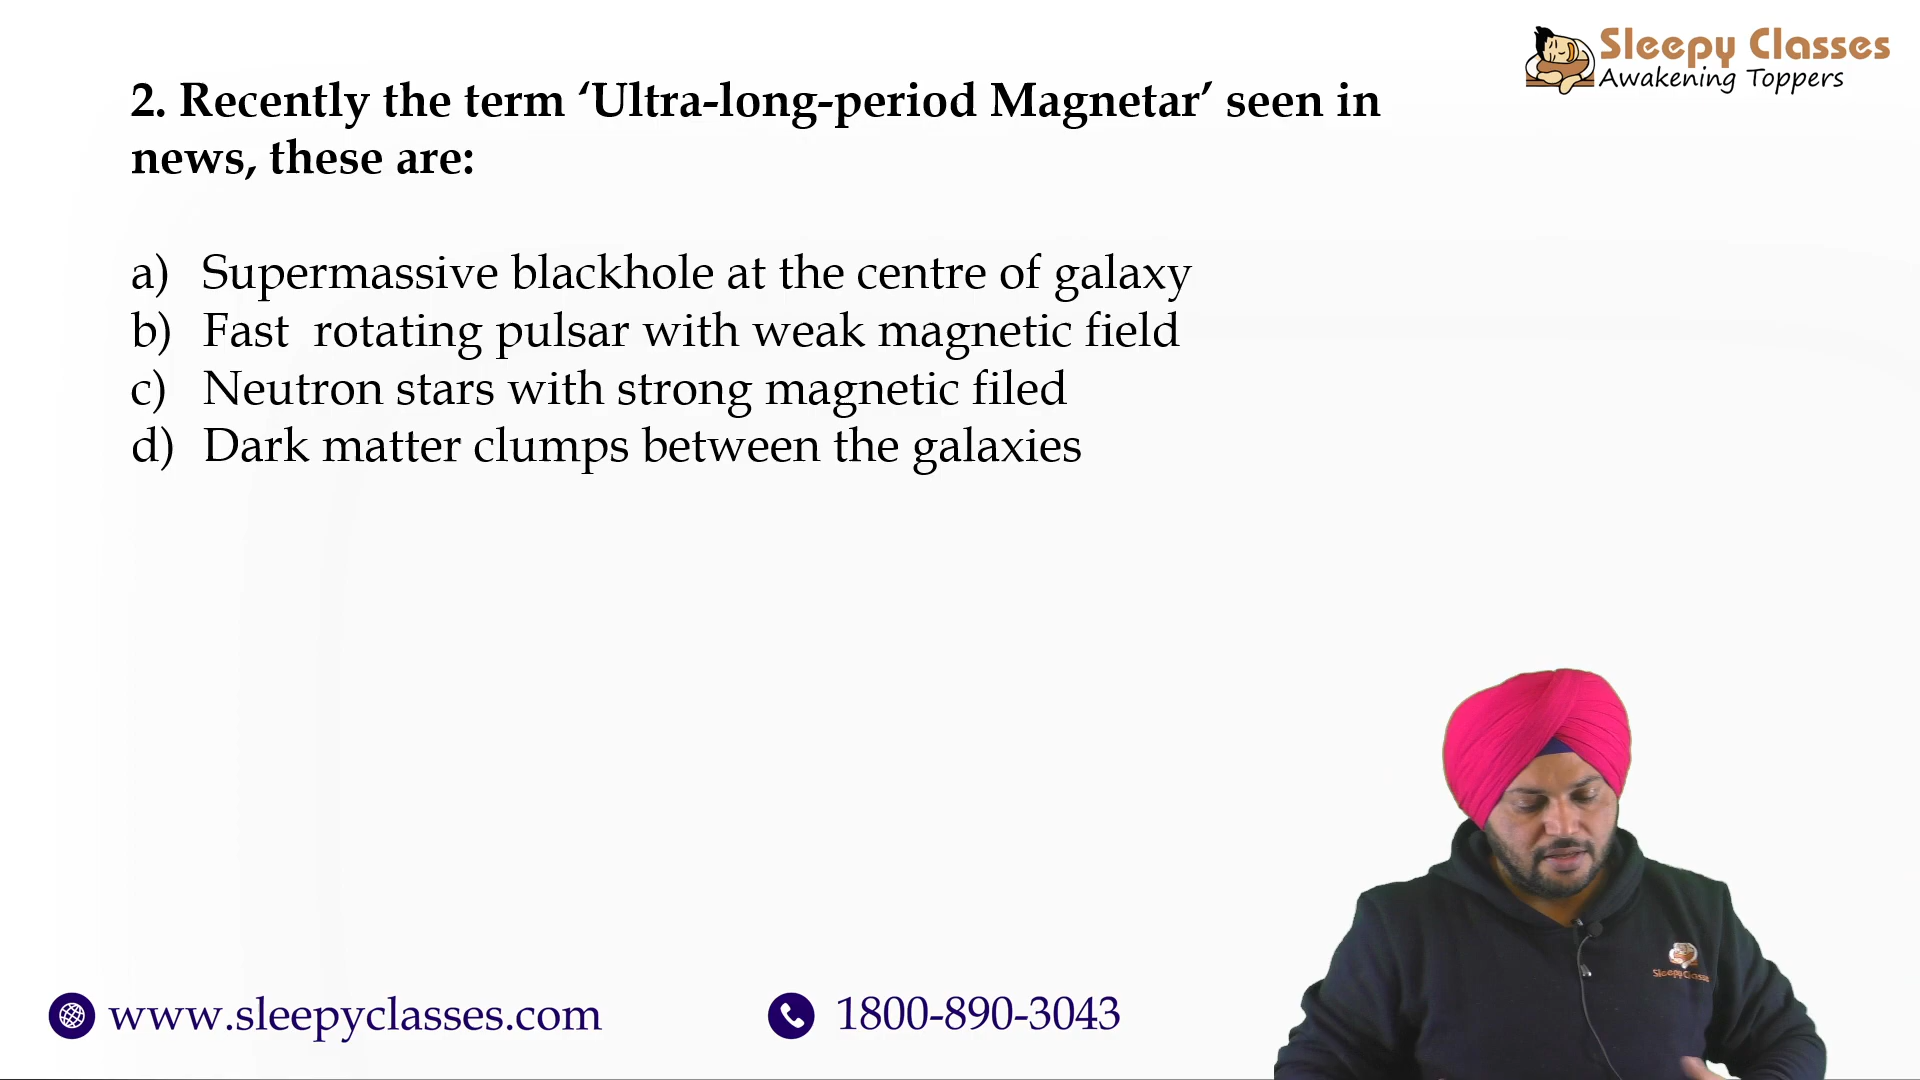 Sleepy Classes
Awakening Toppers
2. Recently the term ‘Ultra-long-period Magnetar’ seen in
news, these are:
a) Supermassive blackhole at the centre of galaxy
b) Fast rotating pulsar with weak magnetic field
c) Neutron stars with strong magnetic filed
d) Dark matter clumps between the galaxies
Sleepy Classes
www.sleepyclasses.com
1800-890-3043